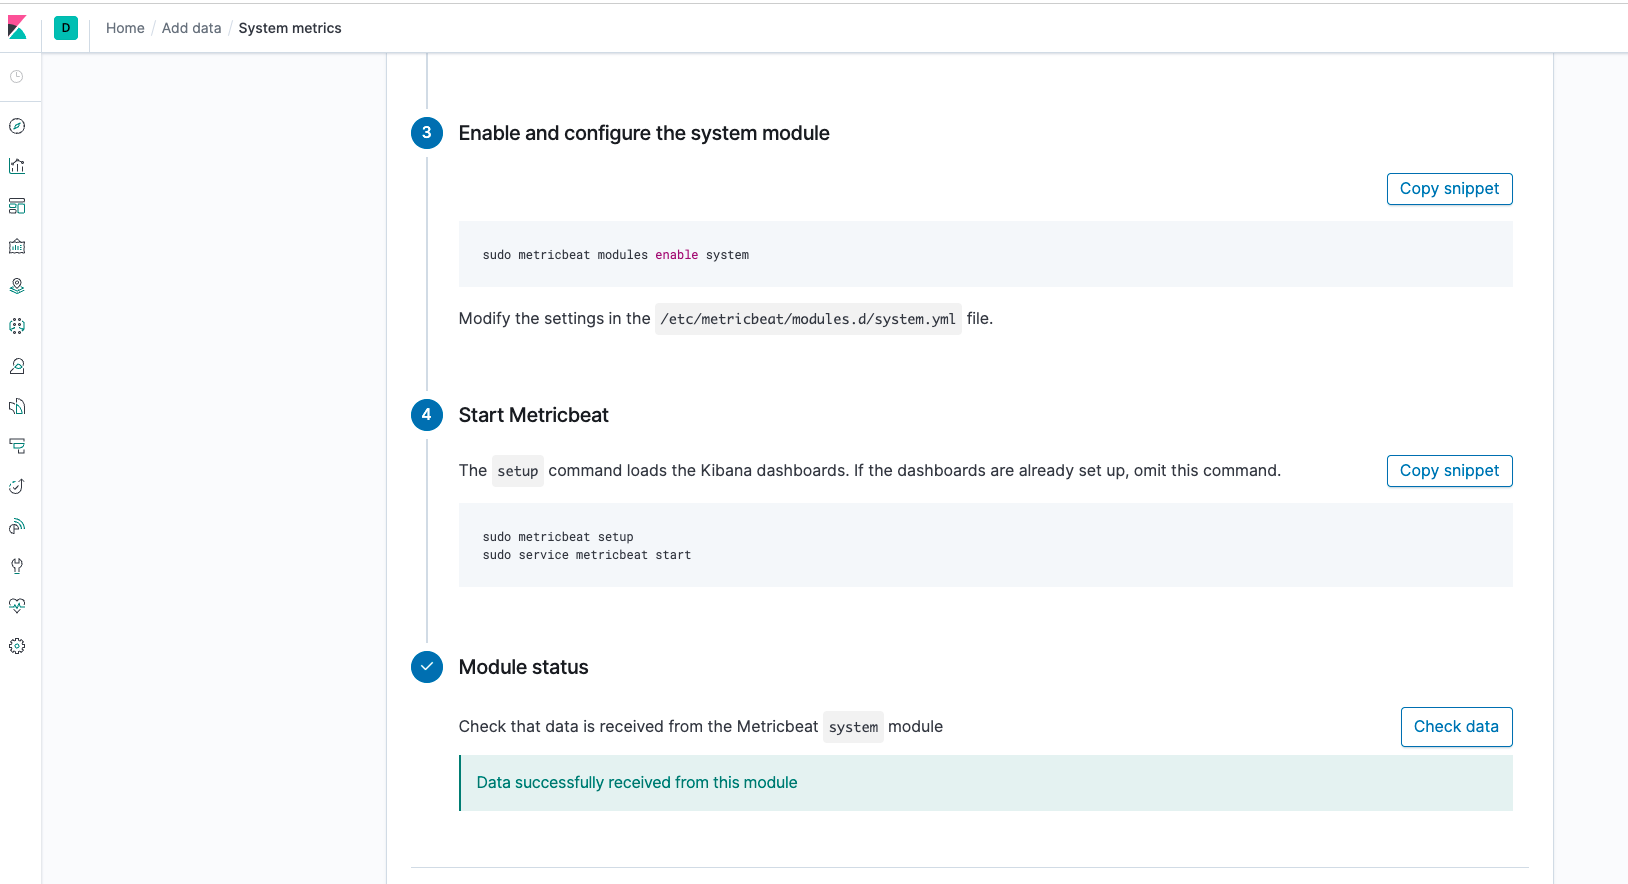 D
Home / Add data / System metrics
3 Enable and configure the system module
Copy snippet
sudo metricbeat modules enable system
Modify the settings in the /etc/metricbeat/modules.d/system.yml file.
4 Start Metricbeat
The setup command loads the Kibana dashboards. If the dashboards are already set up, omit this command.
Copy snippet
sudo metricbeat setup
sudo service metricbeat start
Module status
Check that data is received from the Metricbeat system module
Check data
Data successfully received from this module